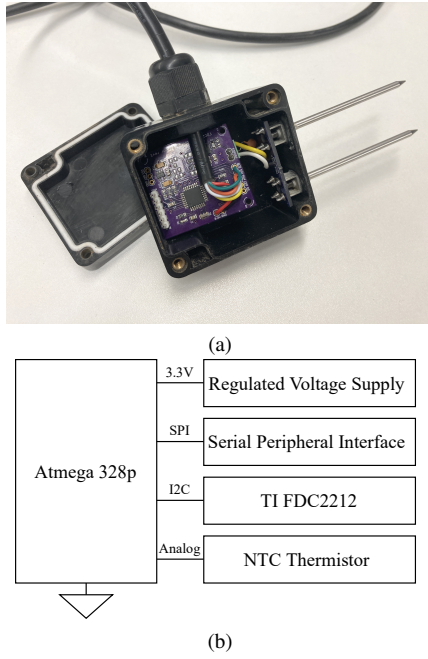 (a)
3.3V
Regulated Voltage Supply
SPI
Serial Peripheral Interface
Atmega 328p
I2C
TI FDC2212
Analog
NTC Thermistor
(b)